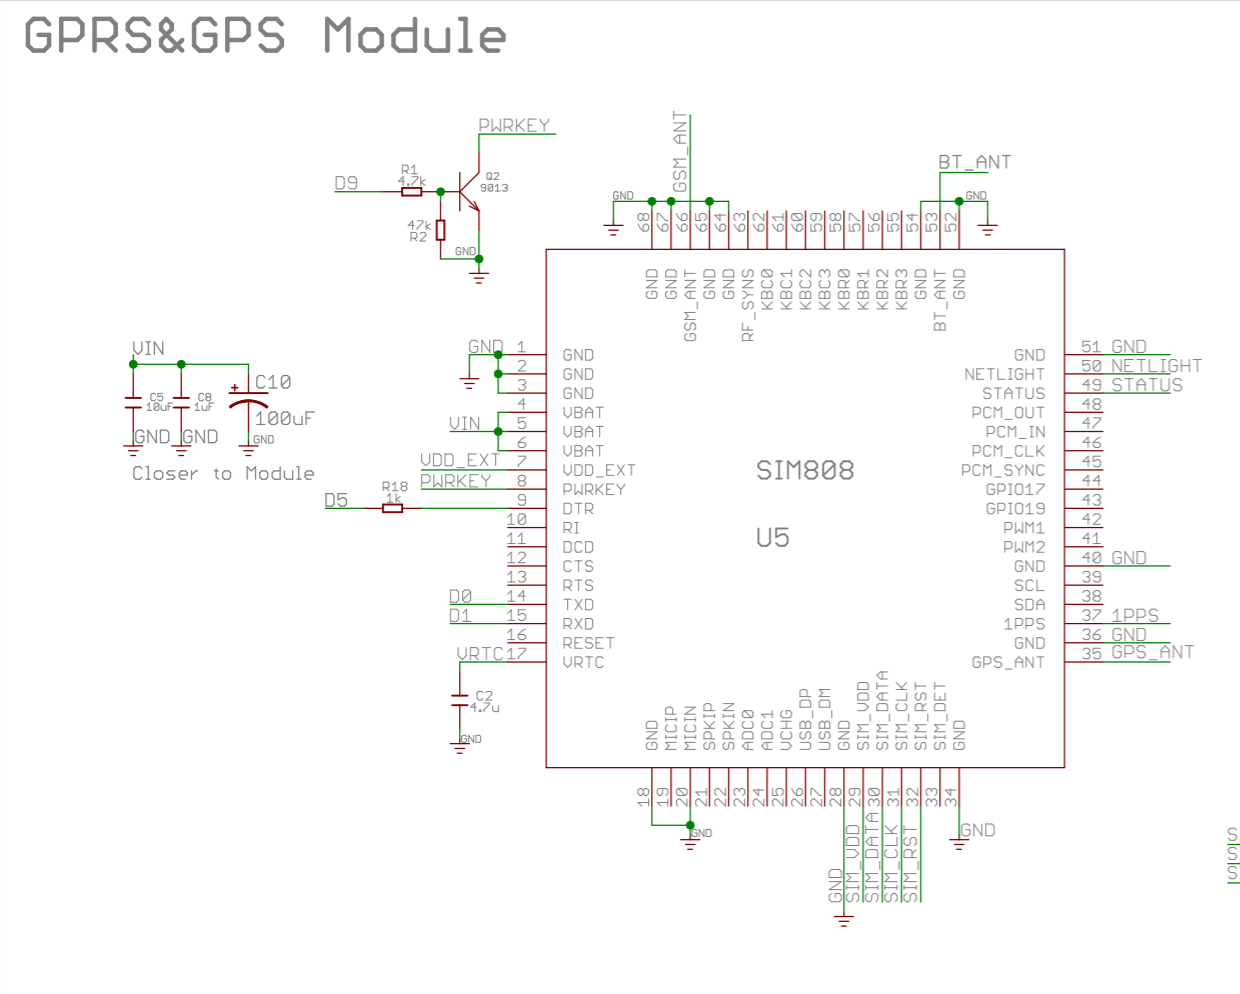 GPRS&GPS Module
PWRKEY
D9
R1
4.7k
Q2
9013
47k
R2
GND
GSM_ANT
GND
BT_ANT
GND
68
67
66
65
64
63
62
61
60
59
58
57
56
55
54
53
52
GND
GND
GSM_ANT
GND
GND
RF_SYNS
KBC0
KBC1
KBC2
KBC3
KBR0
KBR1
KBR2
KBR3
GND
BT_ANT
GND
VIN
C5
10uF
C8
1uF
C10
100uF
GND
GND
GND
Closer to Module
GND 1 GND
2 GND
3 GND
4 VBAT
VIN 5 VBAT
6 VBAT
VDD_EXT 7 VDD_EXT
PWRKEY 8 PWRKEY
D5
R18
1k
9 DTR
10 RI
11 DCD
12 CTS
13 RTS
D0 14 TXD
D1 15 RXD
16 RESET
VRTC 17 VRTC
C2
4.7u
GND
SIM808
U5
GND 51 GND
NETLIGHT 50 NETLIGHT
STATUS 49 STATUS
PCM_OUT 48
PCM_IN 47
PCM_CLK 46
PCM_SYNC 45
GPIO17 44
GPIO19 43
PWM1 42
PWM2 41
GND 40 GND
SCL 39
SDA 38
1PPS 37 1PPS
GND 36 GND
GPS_ANT 35 GPS_ANT
GND
MICIP
MICIN
SPKIP
SPKIN
ADC0
ADC1
VCHG
USB_DP
USB_DM
GND
SIM_VDD
SIM_DATA
SIM_CLK
SIM_RST
SIM_DET
GND
18
19
20
21
22
23
24
25
26
27
28
29
30
31
32
33
34
GND
GND
SIM_VDD
SIM_DATA
SIM_CLK
SIM_RST
GND
S
S
S